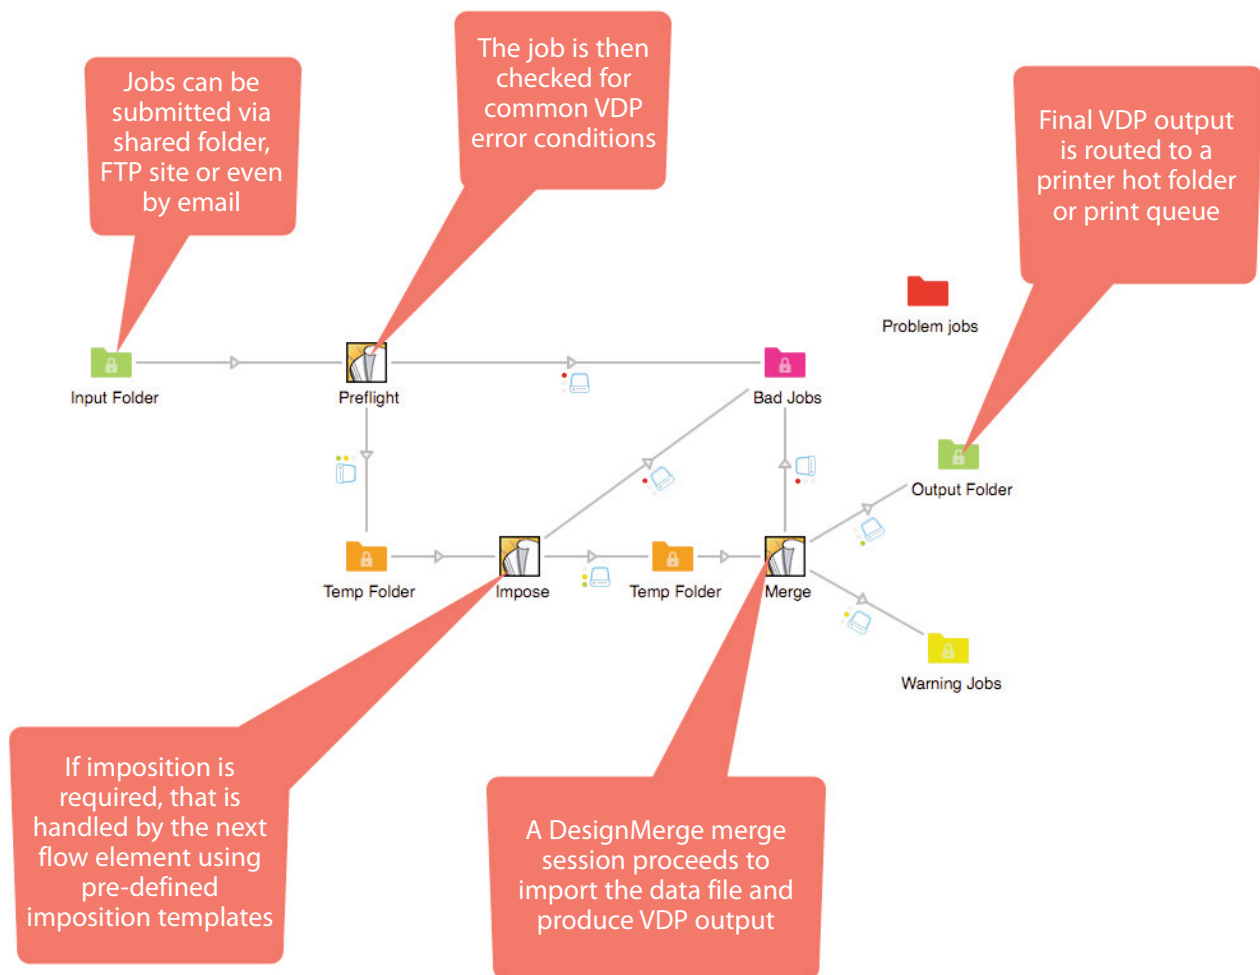 Jobs can be
submitted via
shared folder,
FTP site or even
by email
The job is then
checked for
common VDP
error conditions
Final VDP output
is routed to a
printer hot folder
or print queue
Problem jobs
Input Folder
Preflight
Bad Jobs
Output Folder
Temp Folder
Impose
Temp Folder
Merge
Warning Jobs
If imposition is
required, that is
handled by the next
flow element using
pre-defined
imposition templates
A DesignMerge merge
session proceeds to
import the data file and
produce VDP output